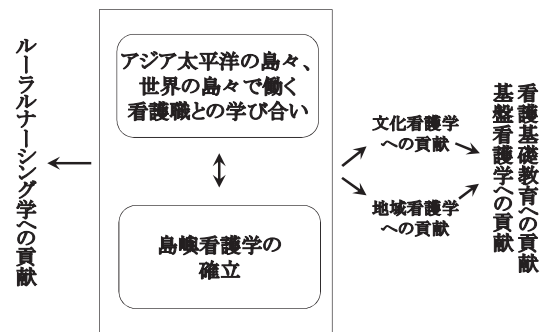 ルーラルナーシング学への貢献
アジア太平洋の島々、
世界の島々で働く
看護職との学び合い
島嶼看護学の
確立
文化看護学
への貢献
地域看護学
への貢献
看護基礎教育への貢献
基盤看護学への貢献